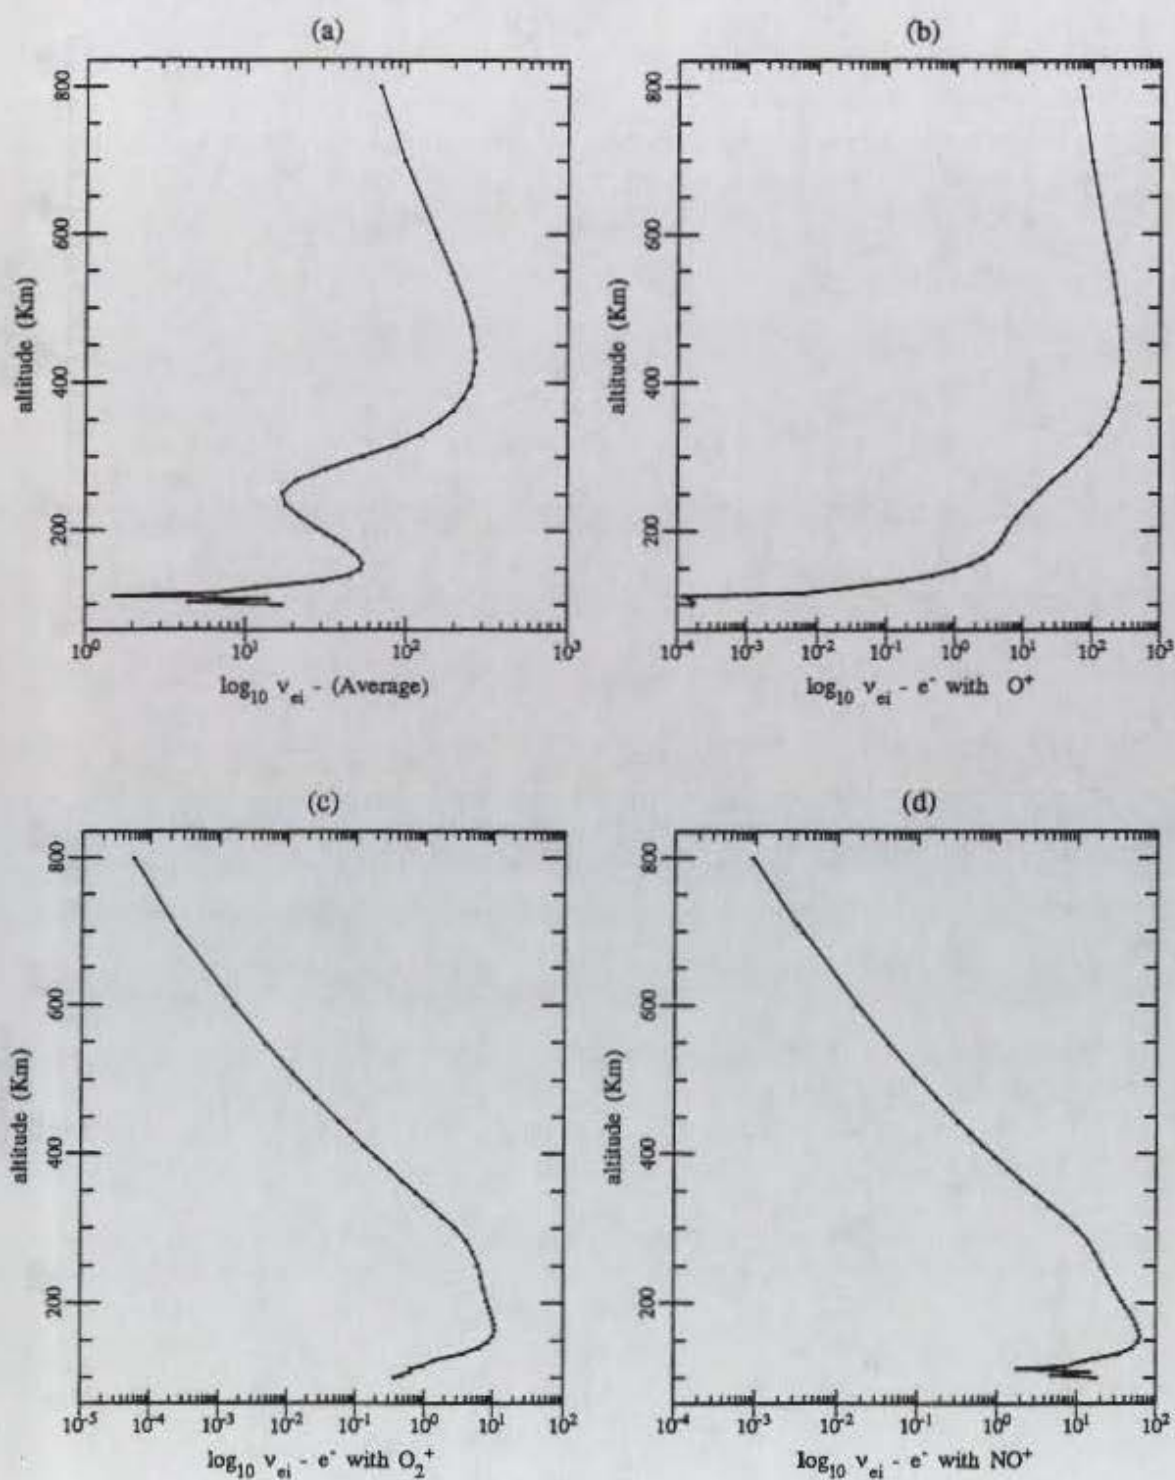 (a)
800
600
400
200
altitude (Km)
10⁰ 10¹ 10² 10³
log₁₀ ν_ei - (Average)
(b)
800
600
400
200
altitude (Km)
10⁻⁴ 10⁻³ 10⁻² 10⁻¹ 10⁰ 10¹ 10² 10³
log₁₀ ν_ei - e⁻ with O⁺
(c)
800
600
400
200
altitude (Km)
10⁻⁵ 10⁻⁴ 10⁻³ 10⁻² 10⁻¹ 10⁰ 10¹ 10²
log₁₀ ν_ei - e⁻ with O₂⁺
(d)
800
600
400
200
altitude (Km)
10⁻⁴ 10⁻³ 10⁻² 10⁻¹ 10⁰ 10¹ 10²
log₁₀ ν_ei - e⁻ with NO⁺